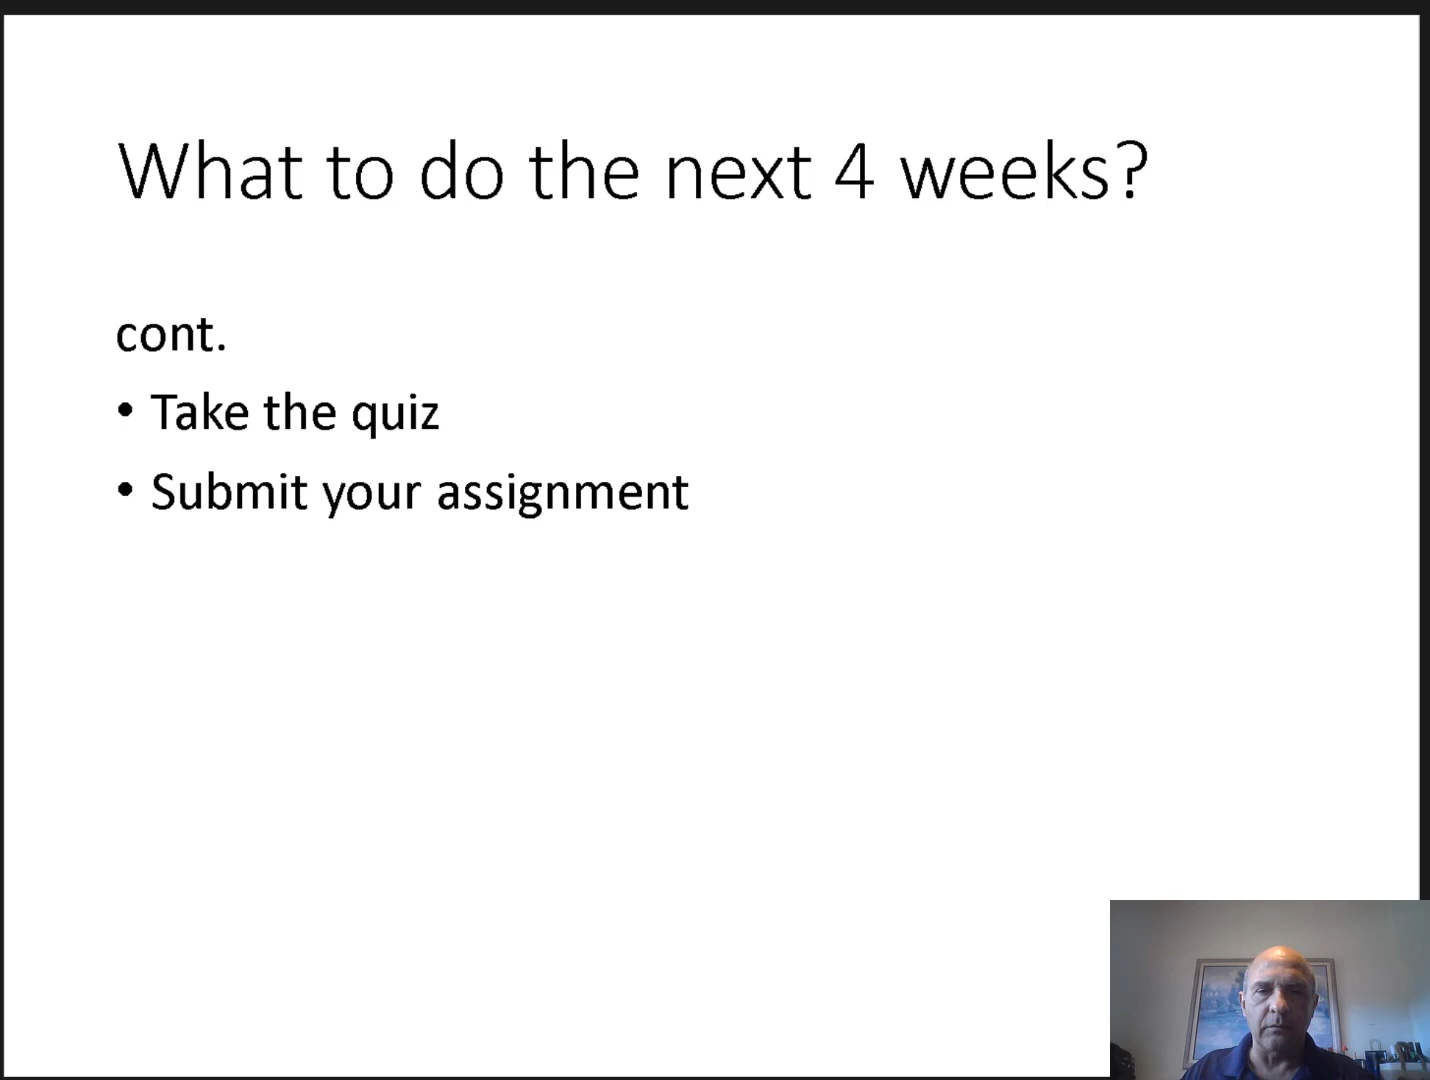 What to do the next 4 weeks?
cont.
• Take the quiz
• Submit your assignment